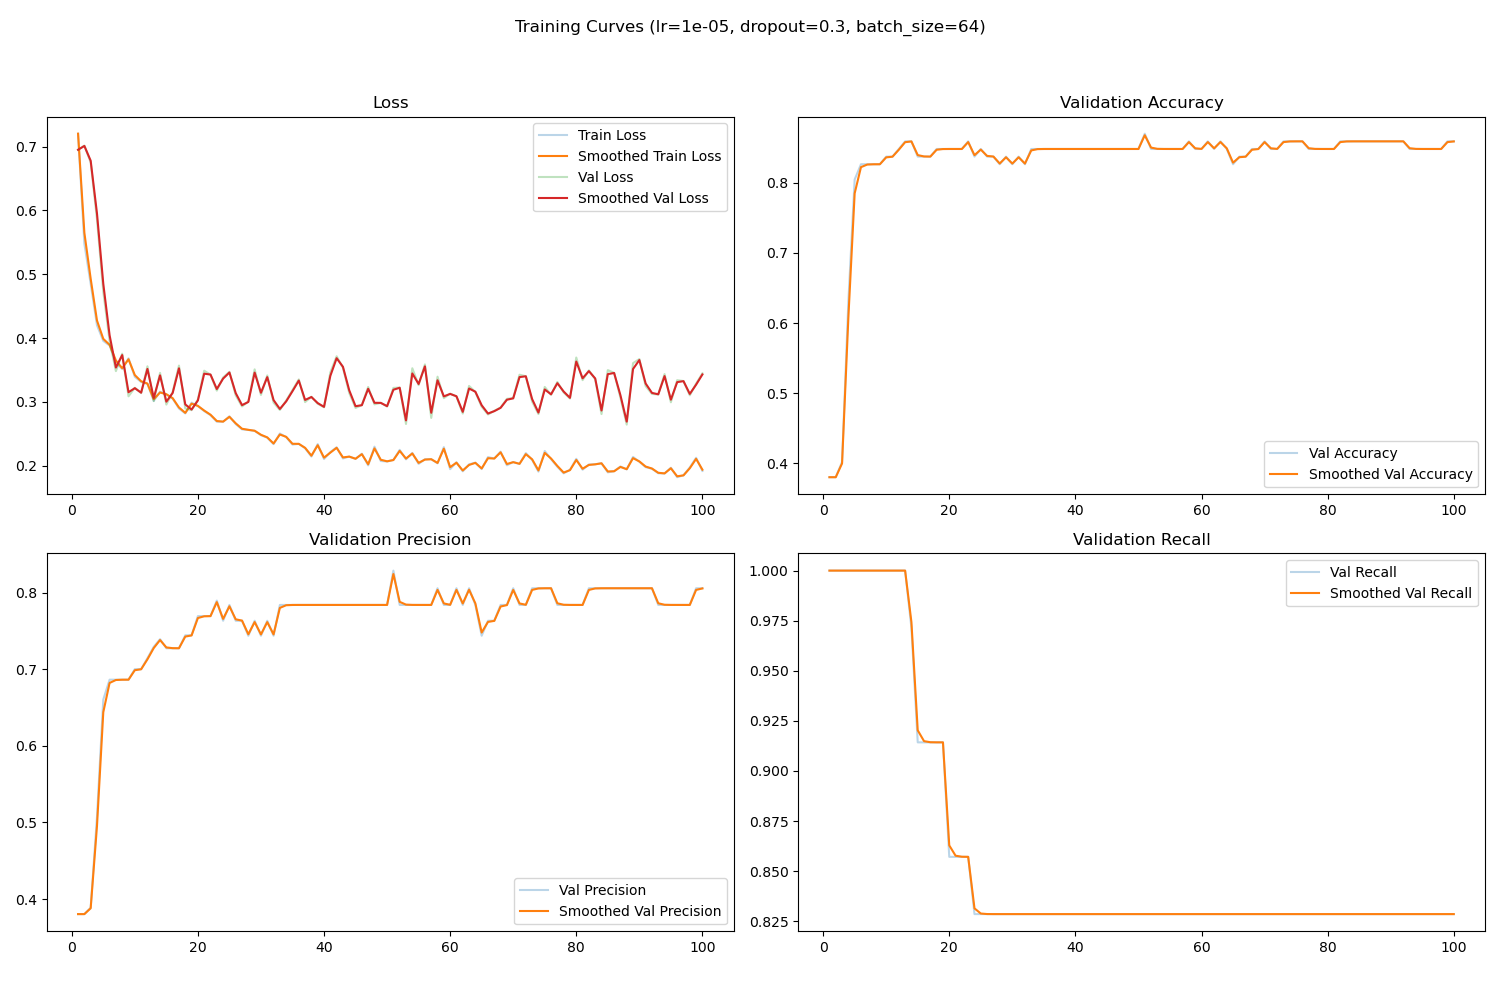 Training Curves (lr=1e-05, dropout=0.3, batch_size=64)
Loss
Train Loss
Smoothed Train Loss
Val Loss
Smoothed Val Loss
0.7
0.6
0.5
0.4
0.3
0.2
0 20 40 60 80 100
Validation Accuracy
Val Accuracy
Smoothed Val Accuracy
0.8
0.7
0.6
0.5
0.4
0 20 40 60 80 100
Validation Precision
Val Precision
Smoothed Val Precision
0.8
0.7
0.6
0.5
0.4
0 20 40 60 80 100
Validation Recall
Val Recall
Smoothed Val Recall
1.000
0.975
0.950
0.925
0.900
0.875
0.850
0.825
0 20 40 60 80 100